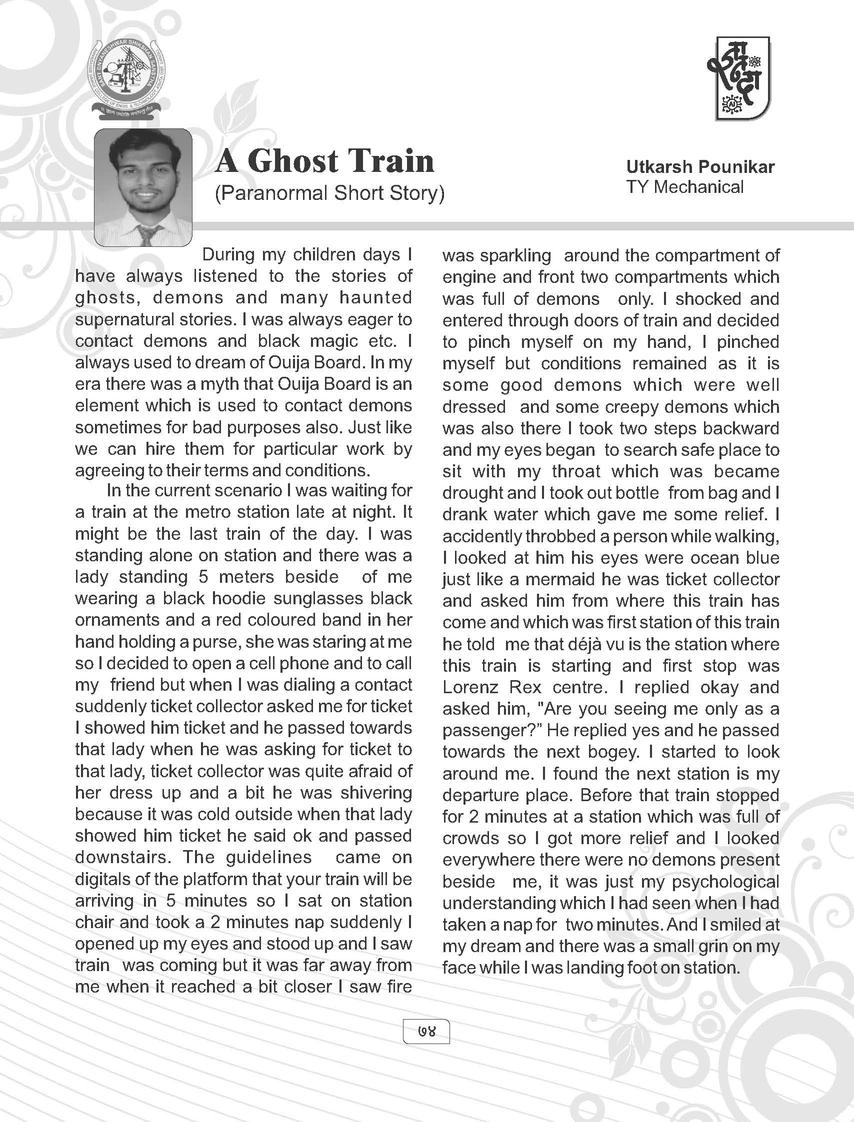 A Ghost Train
(Paranormal Short Story)
Utkarsh Pounikar
TY Mechanical
During my children days I
have always listened to the stories of
ghosts, demons and many haunted
supernatural stories. I was always eager to
contact demons and black magic etc. I
always used to dream of Ouija Board. In my
era there was a myth that Ouija Board is an
element which is used to contact demons
sometimes for bad purposes also. Just like
we can hire them for particular work by
agreeing to their terms and conditions.
In the current scenario I was waiting for
a train at the metro station late at night. It
might be the last train of the day. I was
standing alone on station and there was a
lady standing 5 meters beside of me
wearing a black hoodie sunglasses black
ornaments and a red coloured band in her
hand holding a purse, she was staring at me
so I decided to open a cell phone and to call
my friend but when I was dialing a contact
suddenly ticket collector asked me for ticket
I showed him ticket and he passed towards
that lady when he was asking for ticket to
that lady, ticket collector was quite afraid of
her dress up and a bit he was shivering
because it was cold outside when that lady
showed him ticket he said ok and passed
downstairs. The guidelines came on
digitals of the platform that your train will be
arriving in 5 minutes so I sat on station
chair and took a 2 minutes nap suddenly I
opened up my eyes and stood up and I saw
train was coming but it was far away from
me when it reached a bit closer I saw fire
was sparkling around the compartment of
engine and front two compartments which
was full of demons only. I shocked and
entered through doors of train and decided
to pinch myself on my hand, I pinched
myself but conditions remained as it is
some good demons which were well
dressed and some creepy demons which
was also there I took two steps backward
and my eyes began to search safe place to
sit with my throat which was became
drought and I took out bottle from bag and I
drank water which gave me some relief. I
accidently throbbed a person while walking,
I looked at him his eyes were ocean blue
just like a mermaid he was ticket collector
and asked him from where this train has
come and which was first station of this train
he told me that déjà vu is the station where
this train is starting and first stop was
Lorenz Rex centre. I replied okay and
asked him, "Are you seeing me only as a
passenger?” He replied yes and he passed
towards the next bogey. I started to look
around me. I found the next station is my
departure place. Before that train stopped
for 2 minutes at a station which was full of
crowds so I got more relief and I looked
everywhere there were no demons present
beside me, it was just my psychological
understanding which I had seen when I had
taken a nap for two minutes. And I smiled at
my dream and there was a small grin on my
face while I was landing foot on station.
७४